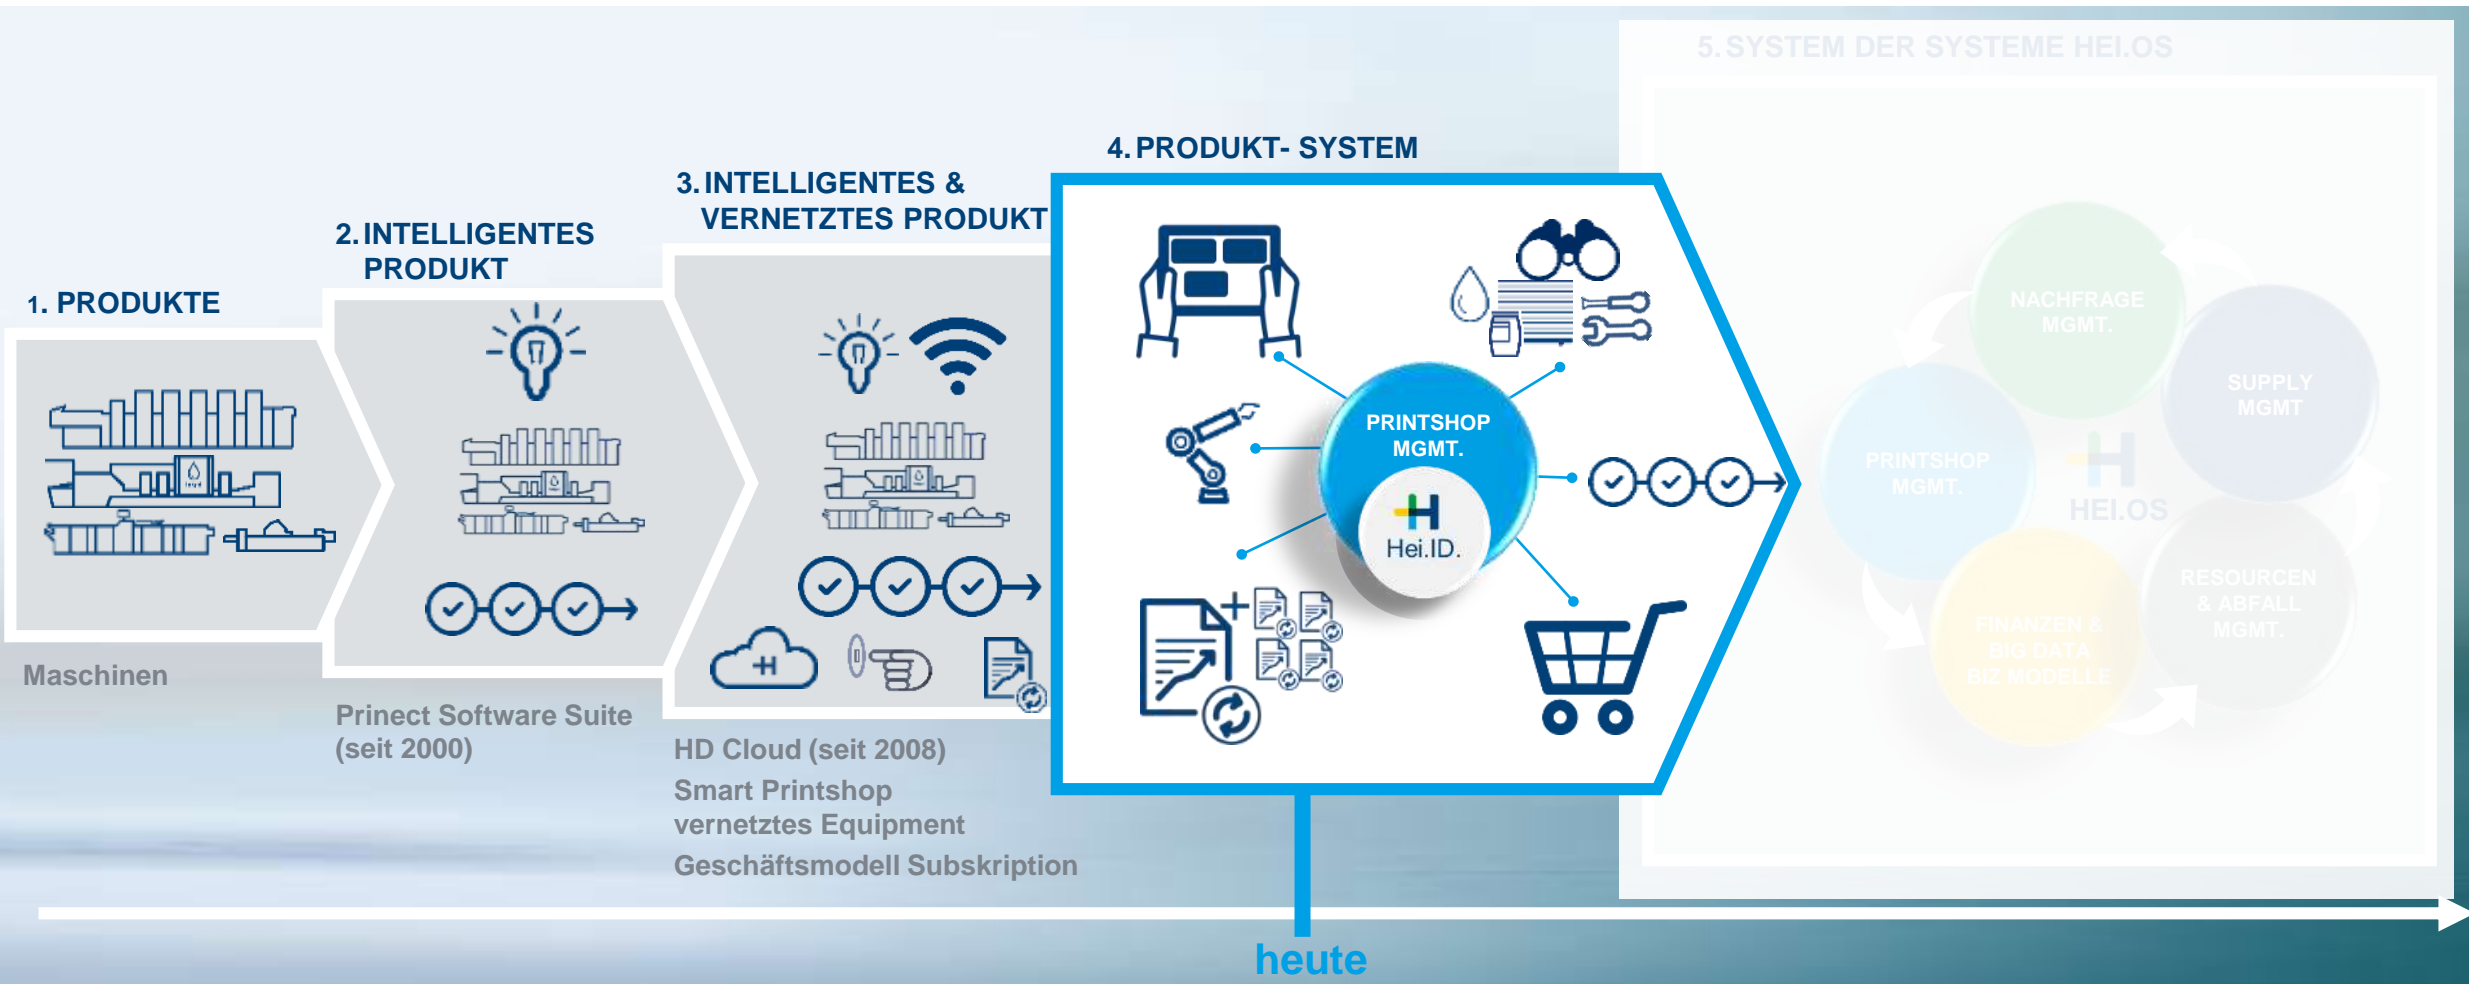 1. PRODUKTE
Maschinen
2. INTELLIGENTES
PRODUKT
Prinect Software Suite
(seit 2000)
3. INTELLIGENTES &
VERNETZTES PRODUKT
HD Cloud (seit 2008)
Smart Printshop
vernetztes Equipment
Geschäftsmodell Subskription
4. PRODUKT- SYSTEM
PRINTSHOP
MGMT.
Hei.ID.
heute
5. SYSTEM DER SYSTEME HEI.OS
NACHFRAGE
MGMT.
SUPPLY
MGMT
PRINTSHOP
MGMT.
HEI.OS
RESOURCEN
& ABFALL
MGMT.
FINANZEN &
BIG DATA
BIZ MODELLE